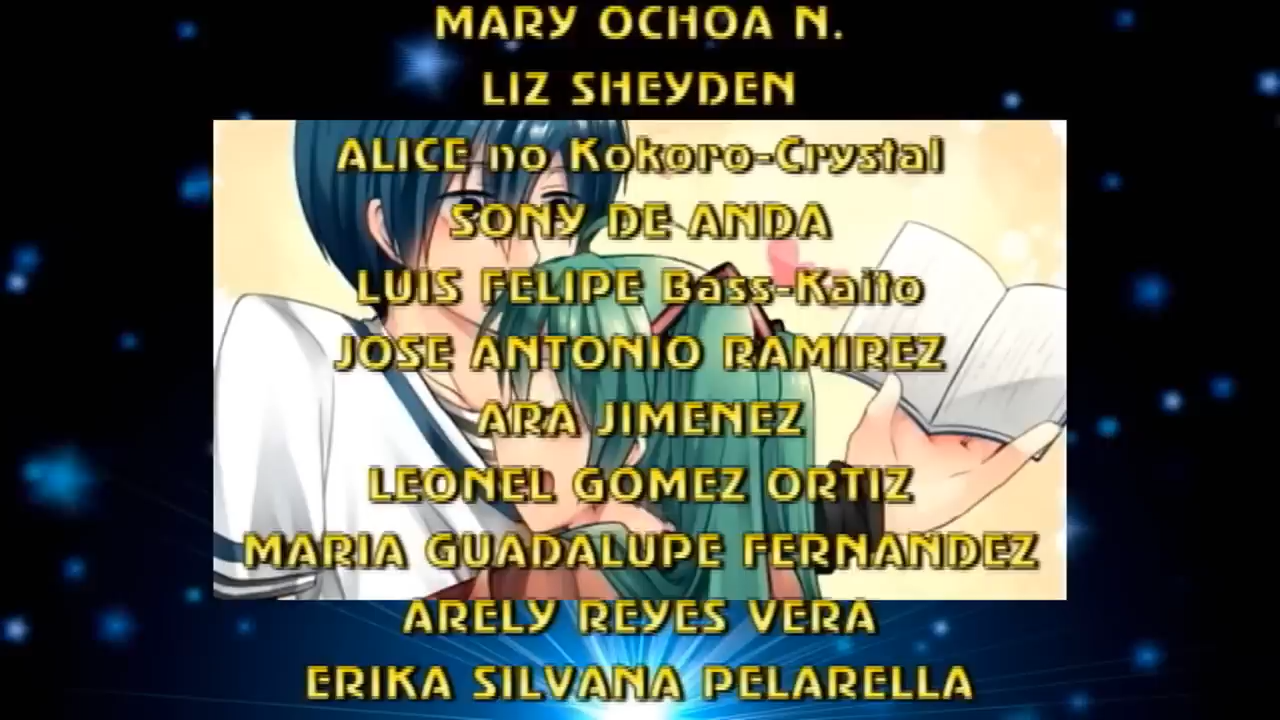 MARY OCHOA N.
LIZ SHEYDEN
ALICE no Kokoro-Crystal
SONY DE ANDA
LUIS FELIPE Bass-Kaito
JOSE ANTONIO RAMIREZ
ARA JIMENEZ
LEONEL GOMEZ ORTIZ
MARIA GUADALUPE FERNANDEZ
ARELY REYES VERA
ERIKA SILVANA PELARELLA